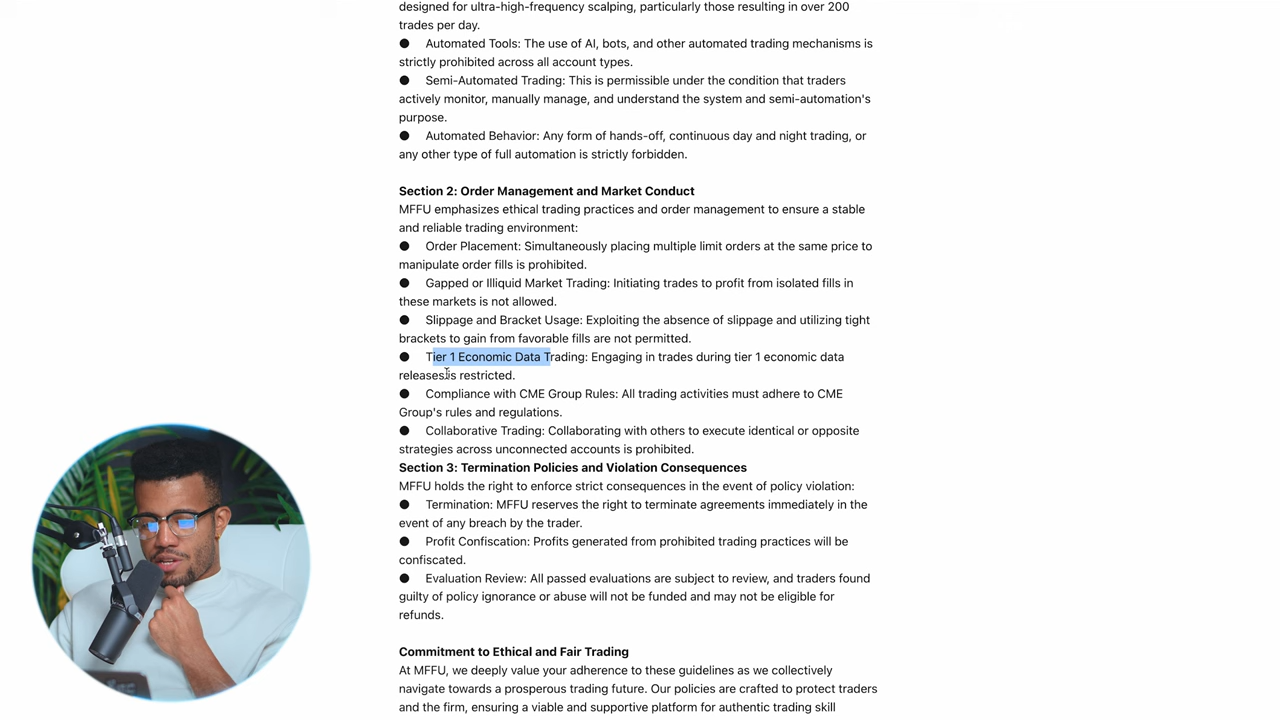 designed for ultra-high-frequency scalping, particularly those resulting in over 200
trades per day.
● Automated Tools: The use of AI, bots, and other automated trading mechanisms is
strictly prohibited across all account types.
● Semi-Automated Trading: This is permissible under the condition that traders
actively monitor, manually manage, and understand the system and semi-automation's
purpose.
● Automated Behavior: Any form of hands-off, continuous day and night trading, or
any other type of full automation is strictly forbidden.
Section 2: Order Management and Market Conduct
MFFU emphasizes ethical trading practices and order management to ensure a stable
and reliable trading environment:
● Order Placement: Simultaneously placing multiple limit orders at the same price to
manipulate order fills is prohibited.
● Gapped or Illiquid Market Trading: Initiating trades to profit from isolated fills in
these markets is not allowed.
● Slippage and Bracket Usage: Exploiting the absence of slippage and utilizing tight
brackets to gain from favorable fills are not permitted.
● Tier 1 Economic Data Trading: Engaging in trades during tier 1 economic data
releases is restricted.
● Compliance with CME Group Rules: All trading activities must adhere to CME
Group's rules and regulations.
● Collaborative Trading: Collaborating with others to execute identical or opposite
strategies across unconnected accounts is prohibited.
Section 3: Termination Policies and Violation Consequences
MFFU holds the right to enforce strict consequences in the event of policy violation:
● Termination: MFFU reserves the right to terminate agreements immediately in the
event of any breach by the trader.
● Profit Confiscation: Profits generated from prohibited trading practices will be
confiscated.
● Evaluation Review: All passed evaluations are subject to review, and traders found
guilty of policy ignorance or abuse will not be funded and may not be eligible for
refunds.
Commitment to Ethical and Fair Trading
At MFFU, we deeply value your adherence to these guidelines as we collectively
navigate towards a prosperous trading future. Our policies are crafted to protect traders
and the firm, ensuring a viable and supportive platform for authentic trading skill